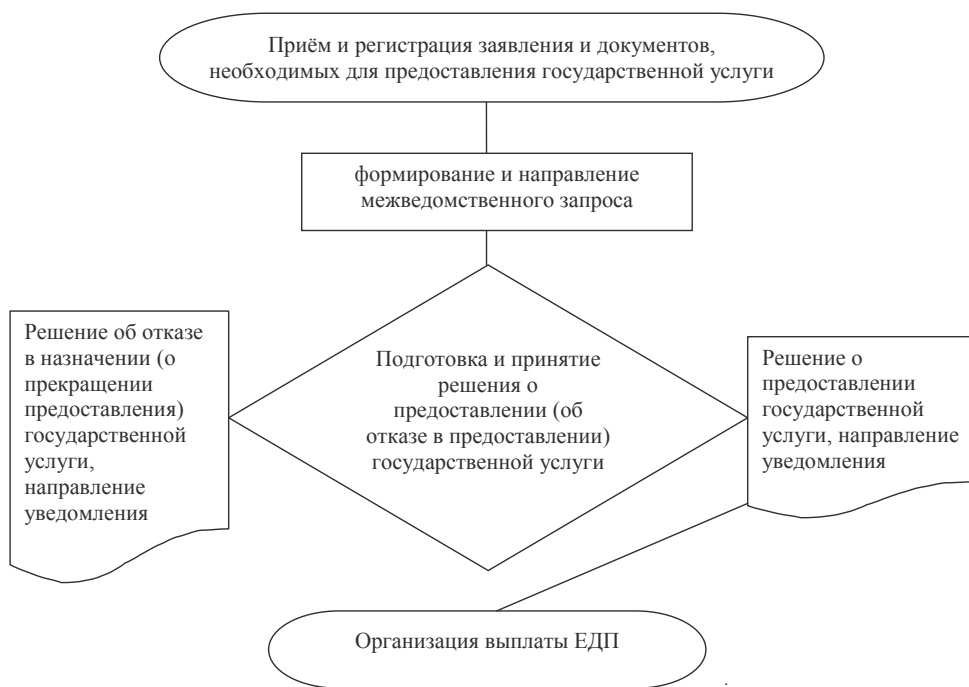 Приём и регистрация заявления и документов,
необходимых для предоставления государственной услуги
формирование и направление
межведомственного запроса
Решение об отказе
в назначении (о
прекращении
предоставления)
государственной
услуги,
направление
уведомления
Подготовка и принятие
решения о
предоставлении (об
отказе в предоставлении)
государственной услуги
Решение о
предоставлении
государственной
услуги, направление
уведомления
Организация выплаты ЕДП